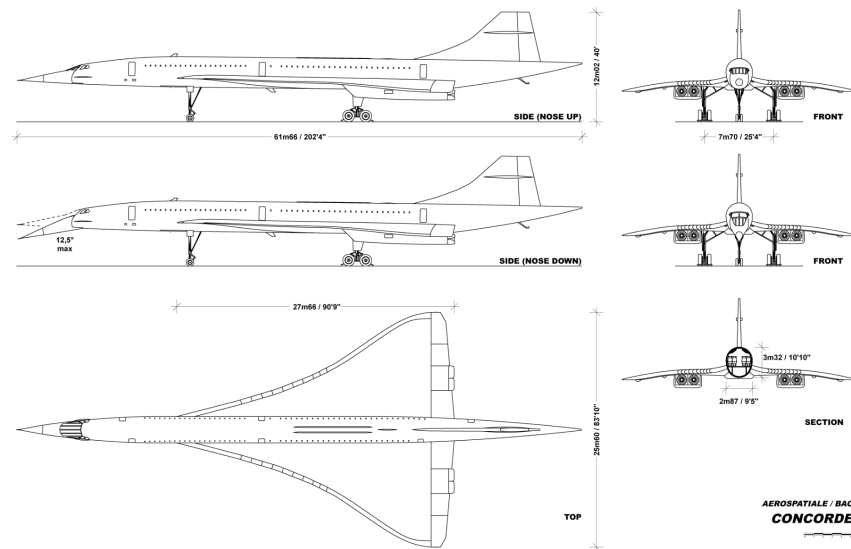 12m02 / 40'
SIDE (NOSE UP)
FRONT
61m66 / 202'4"
7m70 / 25'4"
12,5°
max
SIDE (NOSE DOWN)
FRONT
27m66 / 90'9"
3m32 / 10'10"
2m87 / 9'5"
25m60 / 83'10"
SECTION
AEROSPATIALE / BAC
CONCORDE
TOP